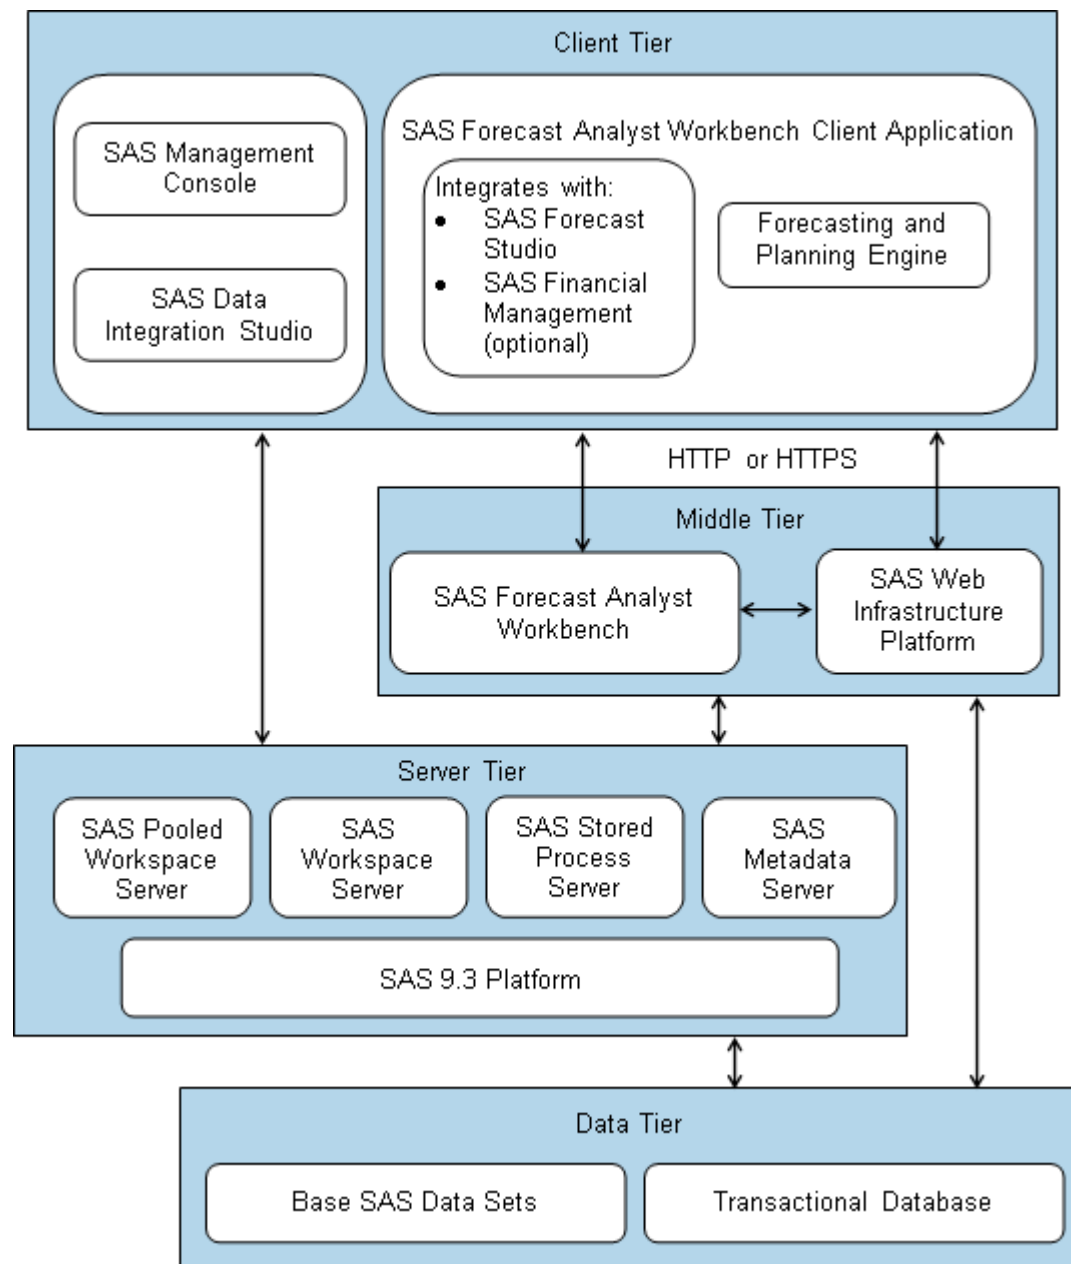 Client Tier
SAS Management
Console
SAS Data
Integration Studio
SAS Forecast Analyst Workbench Client Application
Integrates with:
● SAS Forecast
Studio
● SAS Financial
Management
(optional)
Forecasting and
Planning Engine
HTTP or HTTPS
Middle Tier
SAS Forecast Analyst
Workbench
SAS Web
Infrastructure
Platform
Server Tier
SAS Pooled
Workspace
Server
SAS
Workspace
Server
SAS Stored
Process
Server
SAS
Metadata
Server
SAS 9.3 Platform
Data Tier
Base SAS Data Sets
Transactional Database